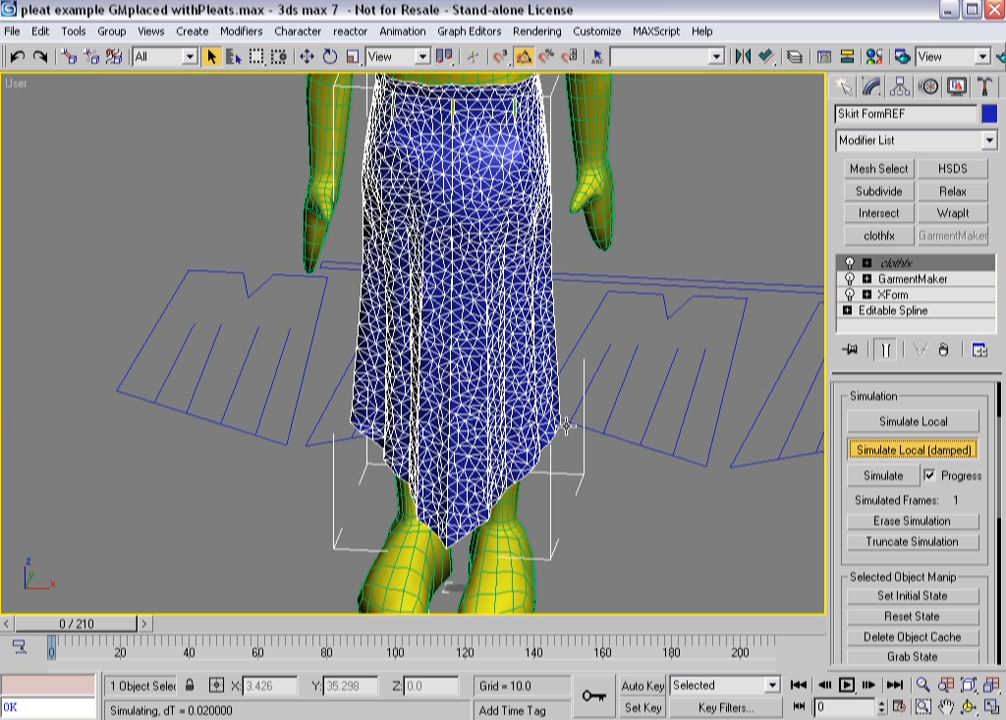 pleat example GMplaced withPleats.max - 3ds max 7 - Not for Resale - Stand-alone License
File Edit Tools Group Views Create Modifiers Character reactor Animation Graph Editors Rendering Customize MAXScript Help
All View View
User
Skirt FormREF
Modifier List
Mesh Select HSDS
Subdivide Relax
Intersect WrapIt
clothfx GarmentMaker
clothfx
GarmentMaker
XForm
Editable Spline
Simulation
Simulate Local
Simulate Local (damped)
Simulate Progress
Simulated Frames: 1
Erase Simulation
Truncate Simulation
Selected Object Manip
Set Initial State
Reset State
Delete Object Cache
Grab State
z
y
x
< 0 / 210 >
0 20 40 60 80 100 120 140 160 180 200
1 Object Selec X: 3.426 Y: 35.298 Z: 0.0 Grid = 10.0 Auto Key Selected
OK Simulating, dT = 0.020000 Add Time Tag Set Key Key Filters... 0